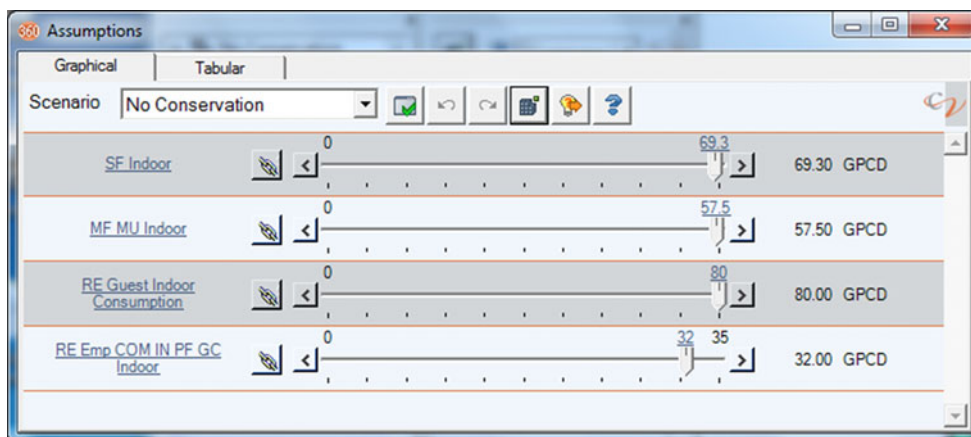 360 Assumptions
Graphical Tabular
Scenario No Conservation
0 69.3
SF Indoor 69.30 GPCD
0 57.5
MF MU Indoor 57.50 GPCD
0 80
RE Guest Indoor
Consumption 80.00 GPCD
0 32 35
RE Emp COM IN PF GC
Indoor 32.00 GPCD